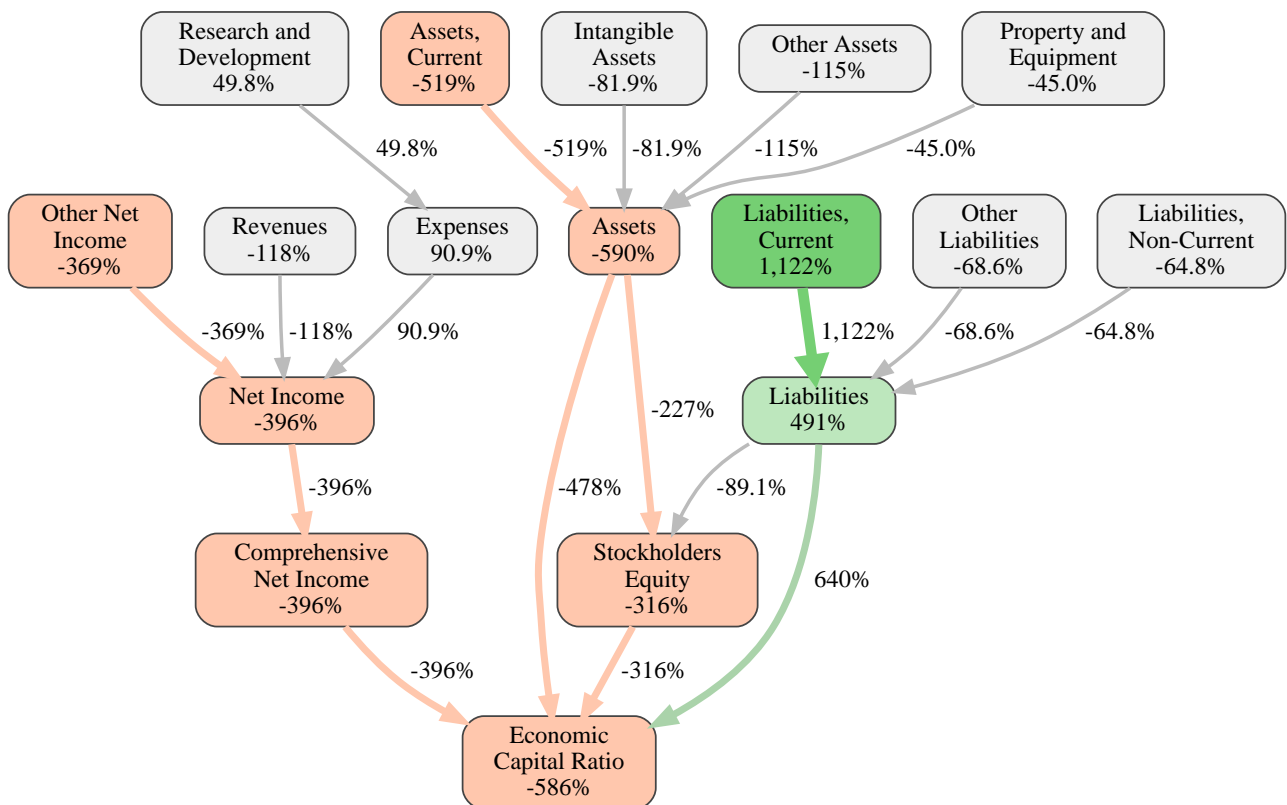 Research and
Development
49.8%
Assets,
Current
-519%
Intangible
Assets
-81.9%
Other Assets
-115%
Property and
Equipment
-45.0%
49.8%
-519%
-81.9%
-115%
-45.0%
Other Net
Income
-369%
Revenues
-118%
Expenses
90.9%
Assets
-590%
Liabilities,
Current
1,122%
Other
Liabilities
-68.6%
Liabilities,
Non-Current
-64.8%
-369%
-118%
90.9%
1,122%
-68.6%
-64.8%
Net Income
-396%
-227%
Liabilities
491%
-396%
-478%
-89.1%
Comprehensive
Net Income
-396%
Stockholders
Equity
-316%
640%
-396%
-316%
Economic
Capital Ratio
-586%